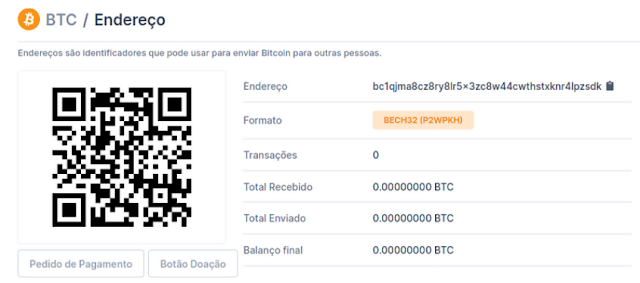 BTC / Endereço
Endereços são identificadores que pode usar para enviar Bitcoin para outras pessoas.
Endereço bc1qjma8cz8ry8lr5x3zc8w44cwthstxknr4lpzsdk
Formato BECH32 (P2WPKH)
Transações 0
Total Recebido 0.00000000 BTC
Total Enviado 0.00000000 BTC
Balanço final 0.00000000 BTC
Pedido de Pagamento Botão Doação